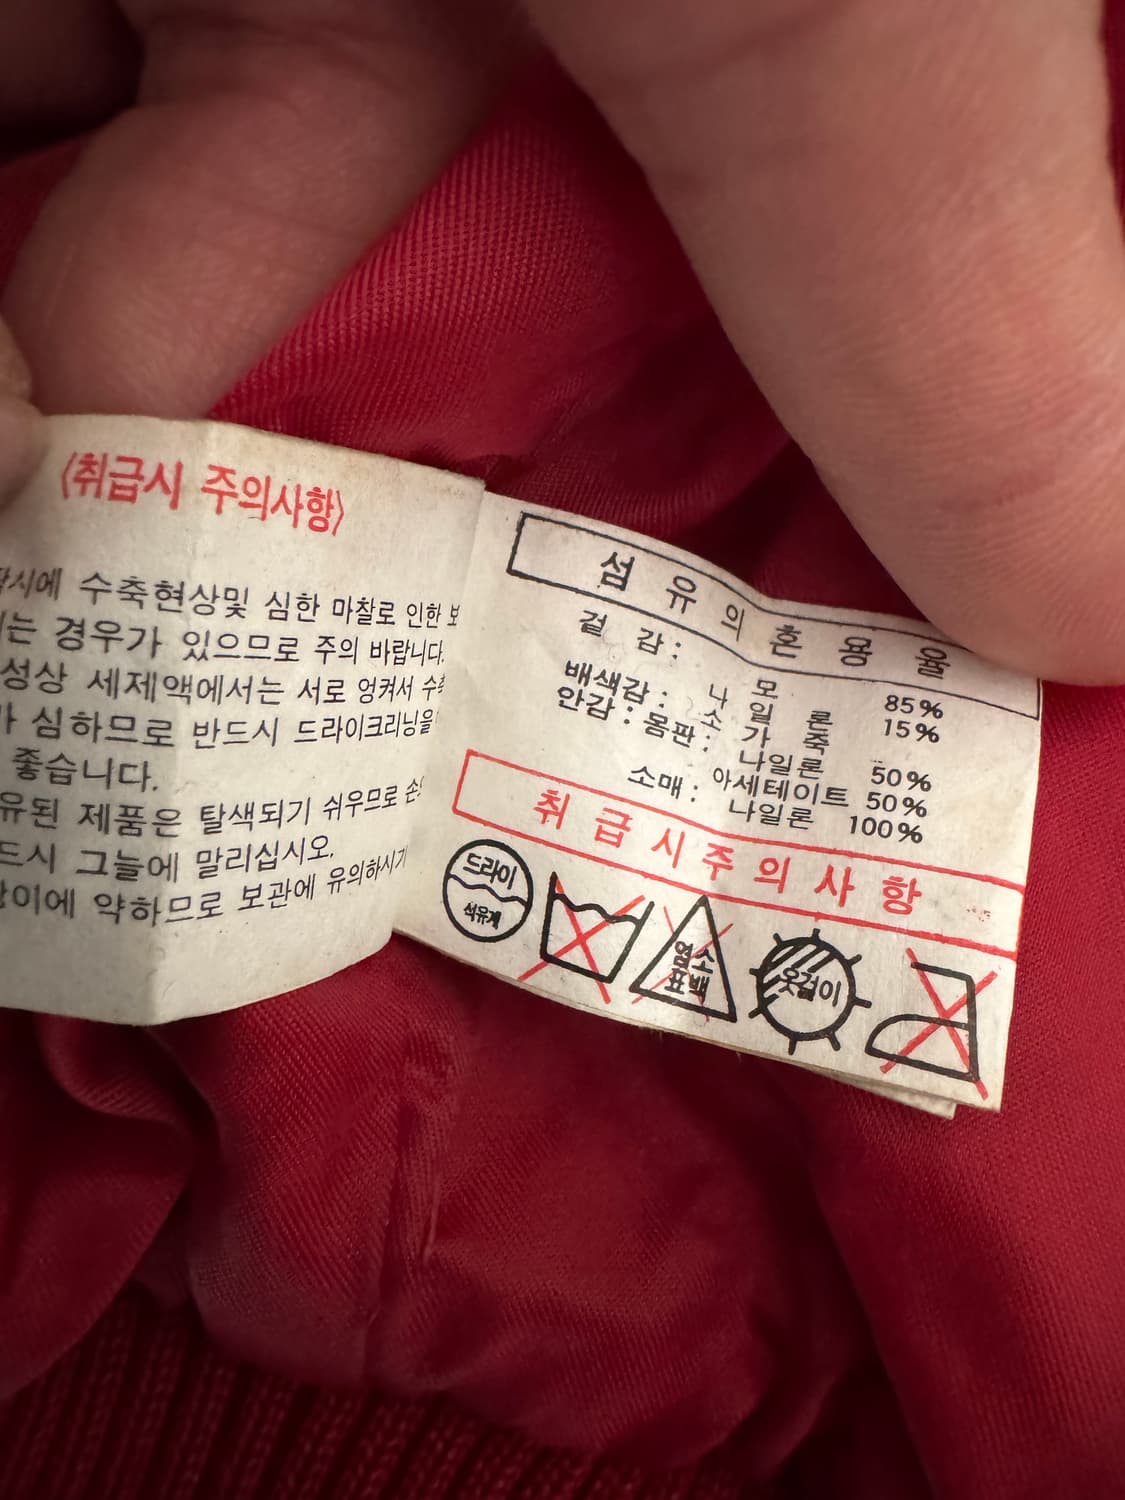 〈취급시 주의사항〉
수축현상및 심한 마찰로 인한
는 경우가 있으므로 주의 바랍니다.
성상 세제액에서는 서로 엉켜서
심하므로 반드시 드라이크리닝을
좋습니다.
유된 제품은 탈색되기 쉬우므로
드시 그늘에 말리십시오.
이에 약하므로 보관에 유의하시기
섬유의 혼용율
겉 감: 모 85%
나일론 15%
배색감: 소가죽
안감: 몸판: 나일론 50%
아세테이트 50%
소매: 나일론 100%
취급시주의사항
드라이
석유계
염소
표백
옷걸이